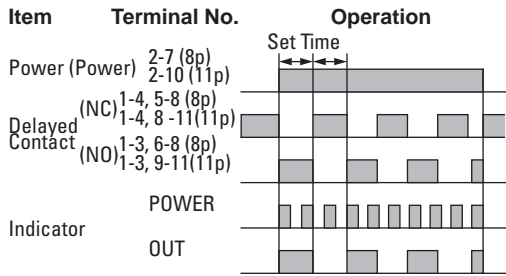 Item Terminal No. Operation
Set Time
Power (Power) 2-7 (8p)
2-10 (11p)
Delayed Contact (NC) 1-4, 5-8 (8p)
1-4, 8 -11(11p)
(NO) 1-3, 6-8 (8p)
1-3, 9-11(11p)
Indicator POWER
OUT